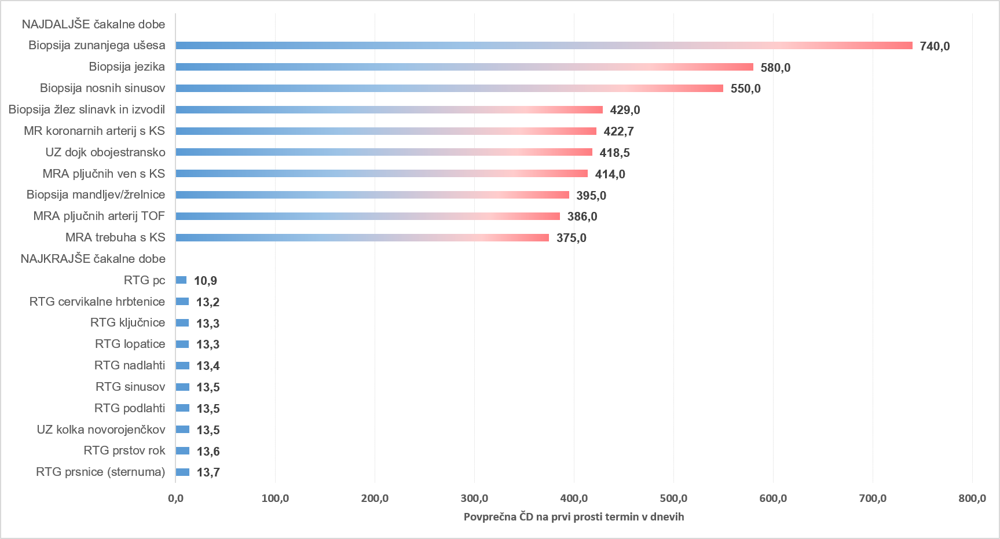 NAJDALJŠE čakalne dobe
Biopsija zunanjega ušesa 740,0
Biopsija jezika 580,0
Biopsija nosnih sinusov 550,0
Biopsija žlez slinavk in izvodil 429,0
MR koronarnih arterij s KS 422,7
UZ dojk obojestransko 418,5
MRA pljučnih ven s KS 414,0
Biopsija mandljev/žrelnice 395,0
MRA pljučnih arterij TOF 386,0
MRA trebuha s KS 375,0
NAJKRAJŠE čakalne dobe
RTG pc 10,9
RTG cervikalne hrbtenice 13,2
RTG ključnice 13,3
RTG lopatice 13,3
RTG nadlahti 13,4
RTG sinusov 13,5
RTG podlahti 13,5
UZ kolka novorojenčkov 13,5
RTG prstov rok 13,6
RTG prsnice (sternuma) 13,7
0,0 100,0 200,0 300,0 400,0 500,0 600,0 700,0 800,0
Povprečna ČD na prvi prosti termin v dnevih